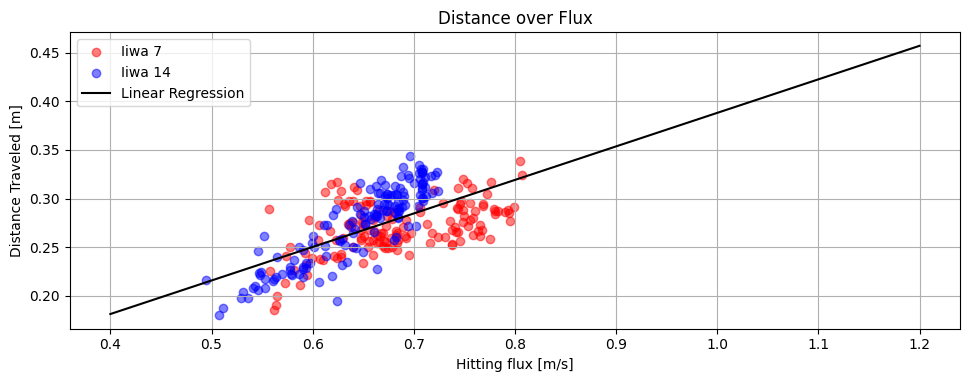 Distance over Flux
Iiwa 7
Iiwa 14
Linear Regression
Distance Traveled [m]
0.45
0.40
0.35
0.30
0.25
0.20
0.4 0.5 0.6 0.7 0.8 0.9 1.0 1.1 1.2
Hitting flux [m/s]